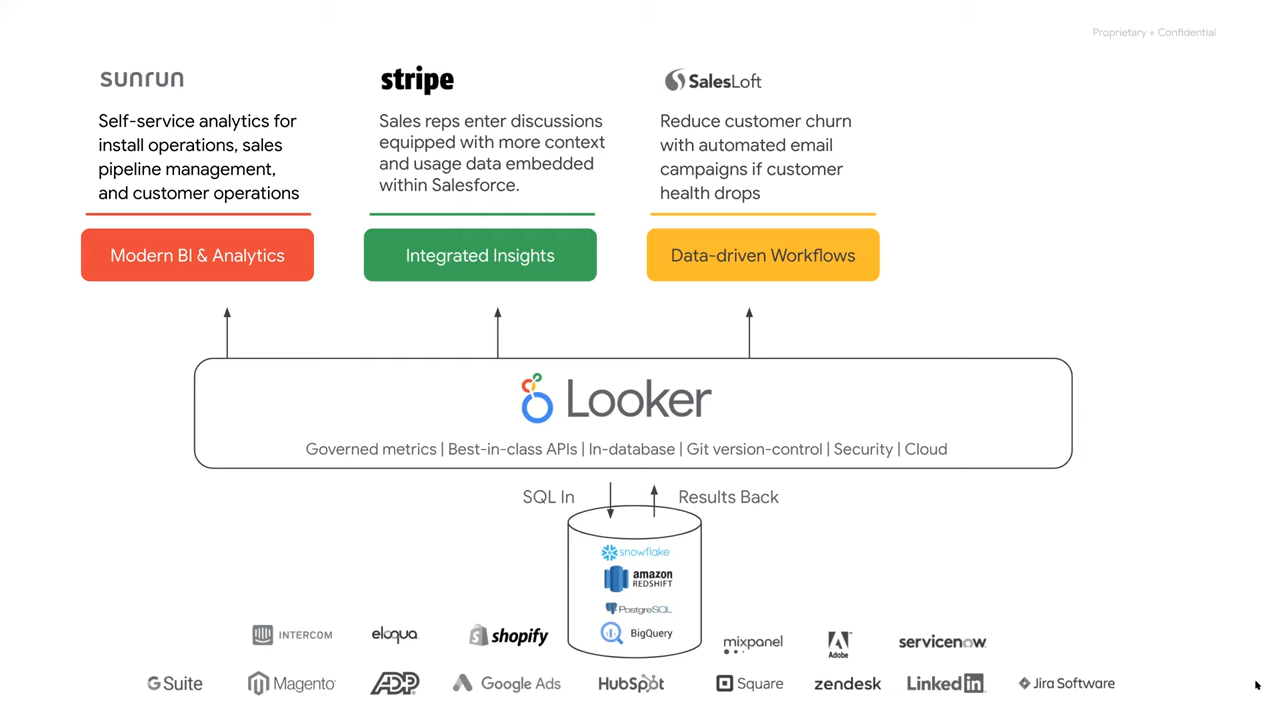 Proprietary + Confidential
sunrun
stripe
SalesLoft
Self-service analytics for
install operations, sales
pipeline management,
and customer operations
Sales reps enter discussions
equipped with more context
and usage data embedded
within Salesforce.
Reduce customer churn
with automated email
campaigns if customer
health drops
Modern BI & Analytics
Integrated Insights
Data-driven Workflows
Looker
Governed metrics | Best-in-class APIs | In-database | Git version-control | Security | Cloud
SQL In
Results Back
snowflake
amazon
REDSHIFT
PostgreSQL
BigQuery
INTERCOM
eloqua
shopify
mixpanel
Adobe
servicenow
G Suite
Magento
ADP
Google Ads
HubSpot
Square
zendesk
Linked in
Jira Software